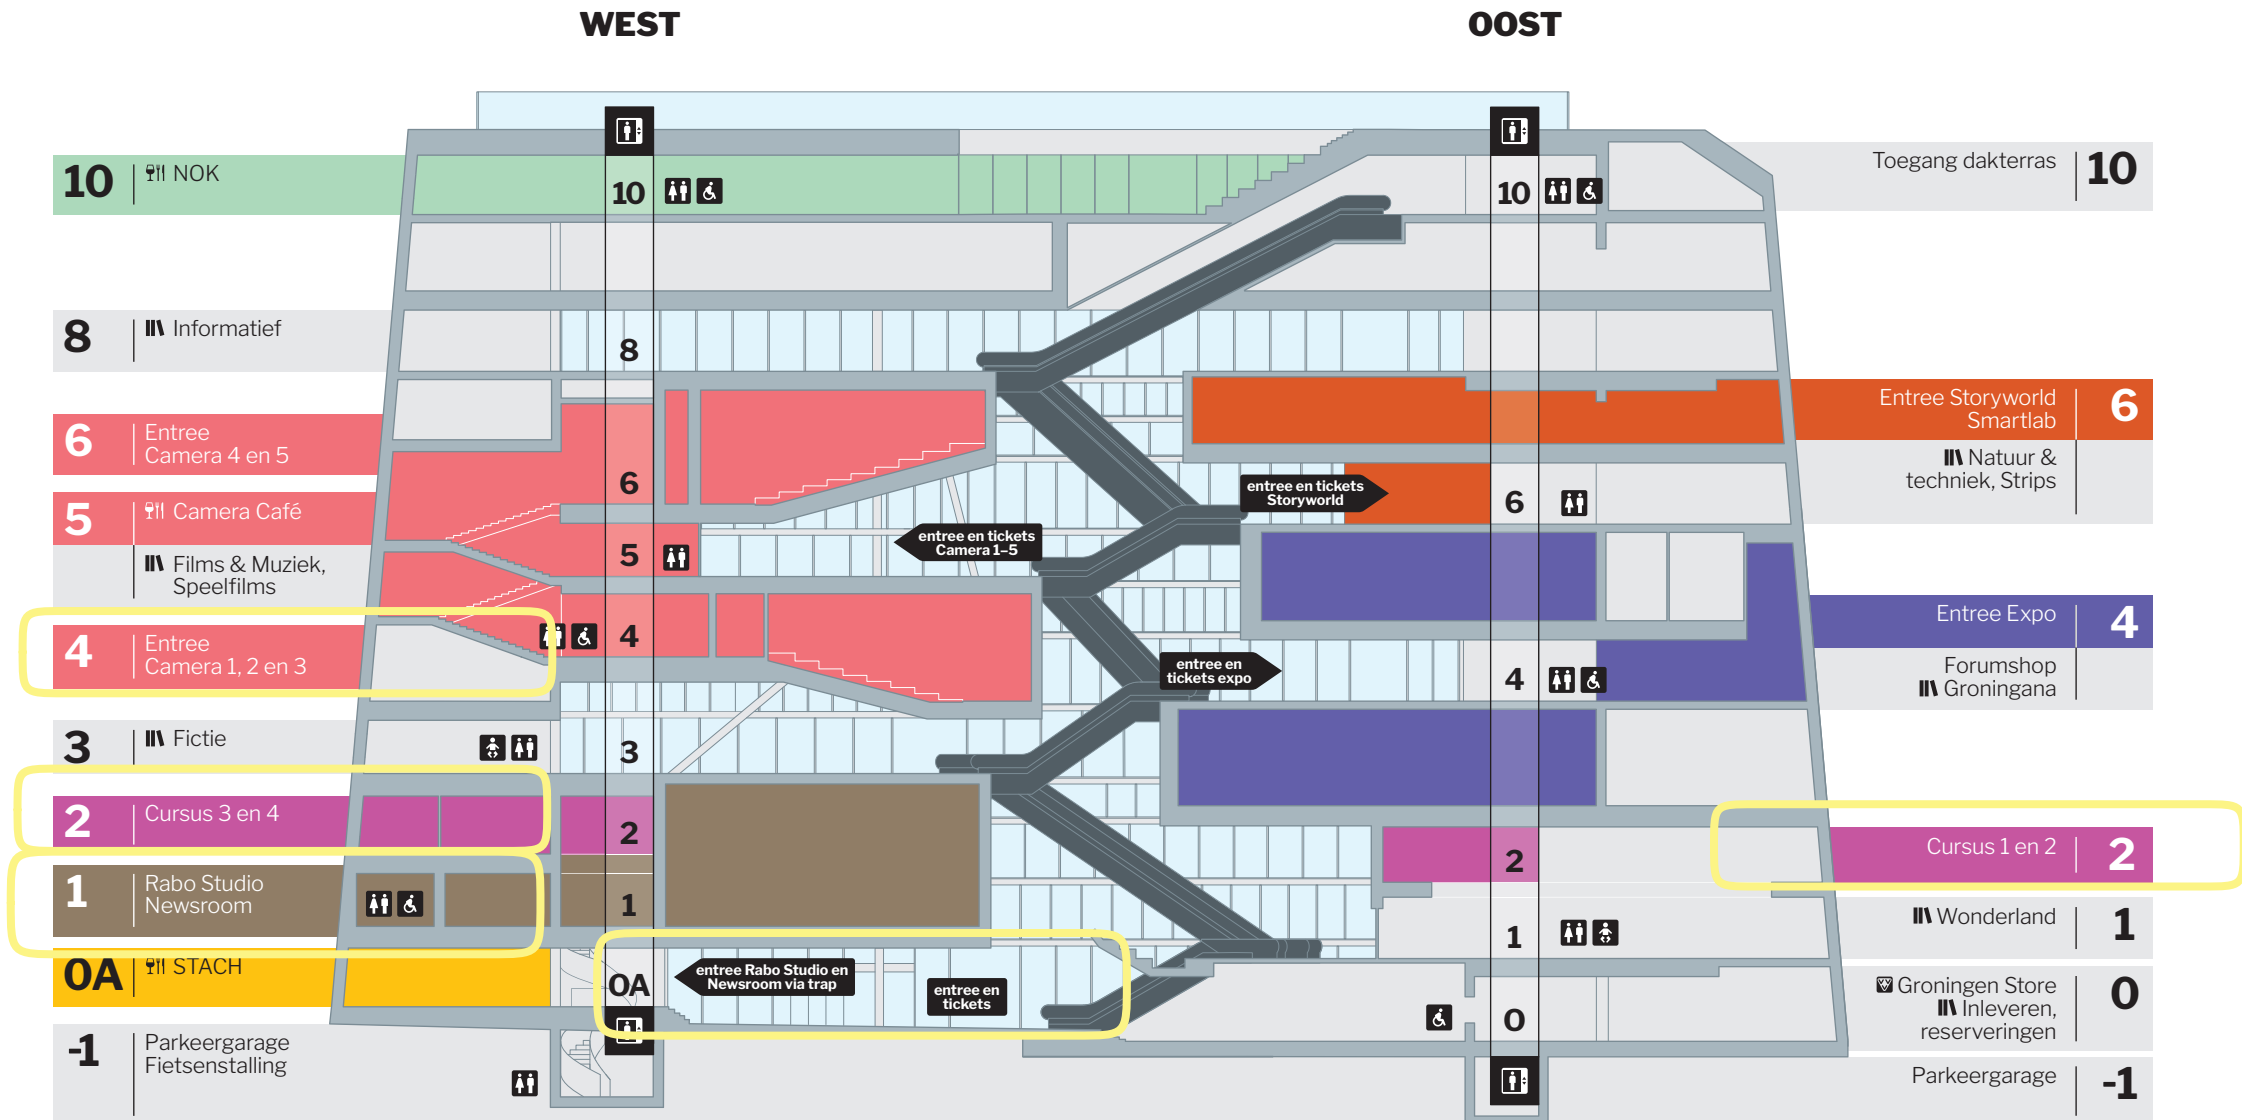 WEST
OOST
10
NOK
8
Informatief
6
Entree
Camera 4 en 5
5
Camera Café
Films & Muziek,
Speelfilms
4
Entree
Camera 1, 2 en 3
3
Fictie
2
Cursus 3 en 4
1
Rabo Studio
Newsroom
0A
STACH
-1
Parkeergarage
Fietsenstalling
10
8
6
5
4
3
2
1
0A
entree en tickets
Storyworld
entree en tickets
Camera 1–5
entree en
tickets expo
entree Rabo Studio en
Newsroom via trap
entree en
tickets
10
6
4
2
1
0
Toegang dakterras
10
Entree Storyworld
Smartlab
6
Natuur &
techniek, Strips
Entree Expo
4
Forumshop
Groningana
Cursus 1 en 2
2
Wonderland
1
Groningen Store
Inleveren,
reserveringen
0
Parkeergarage
-1